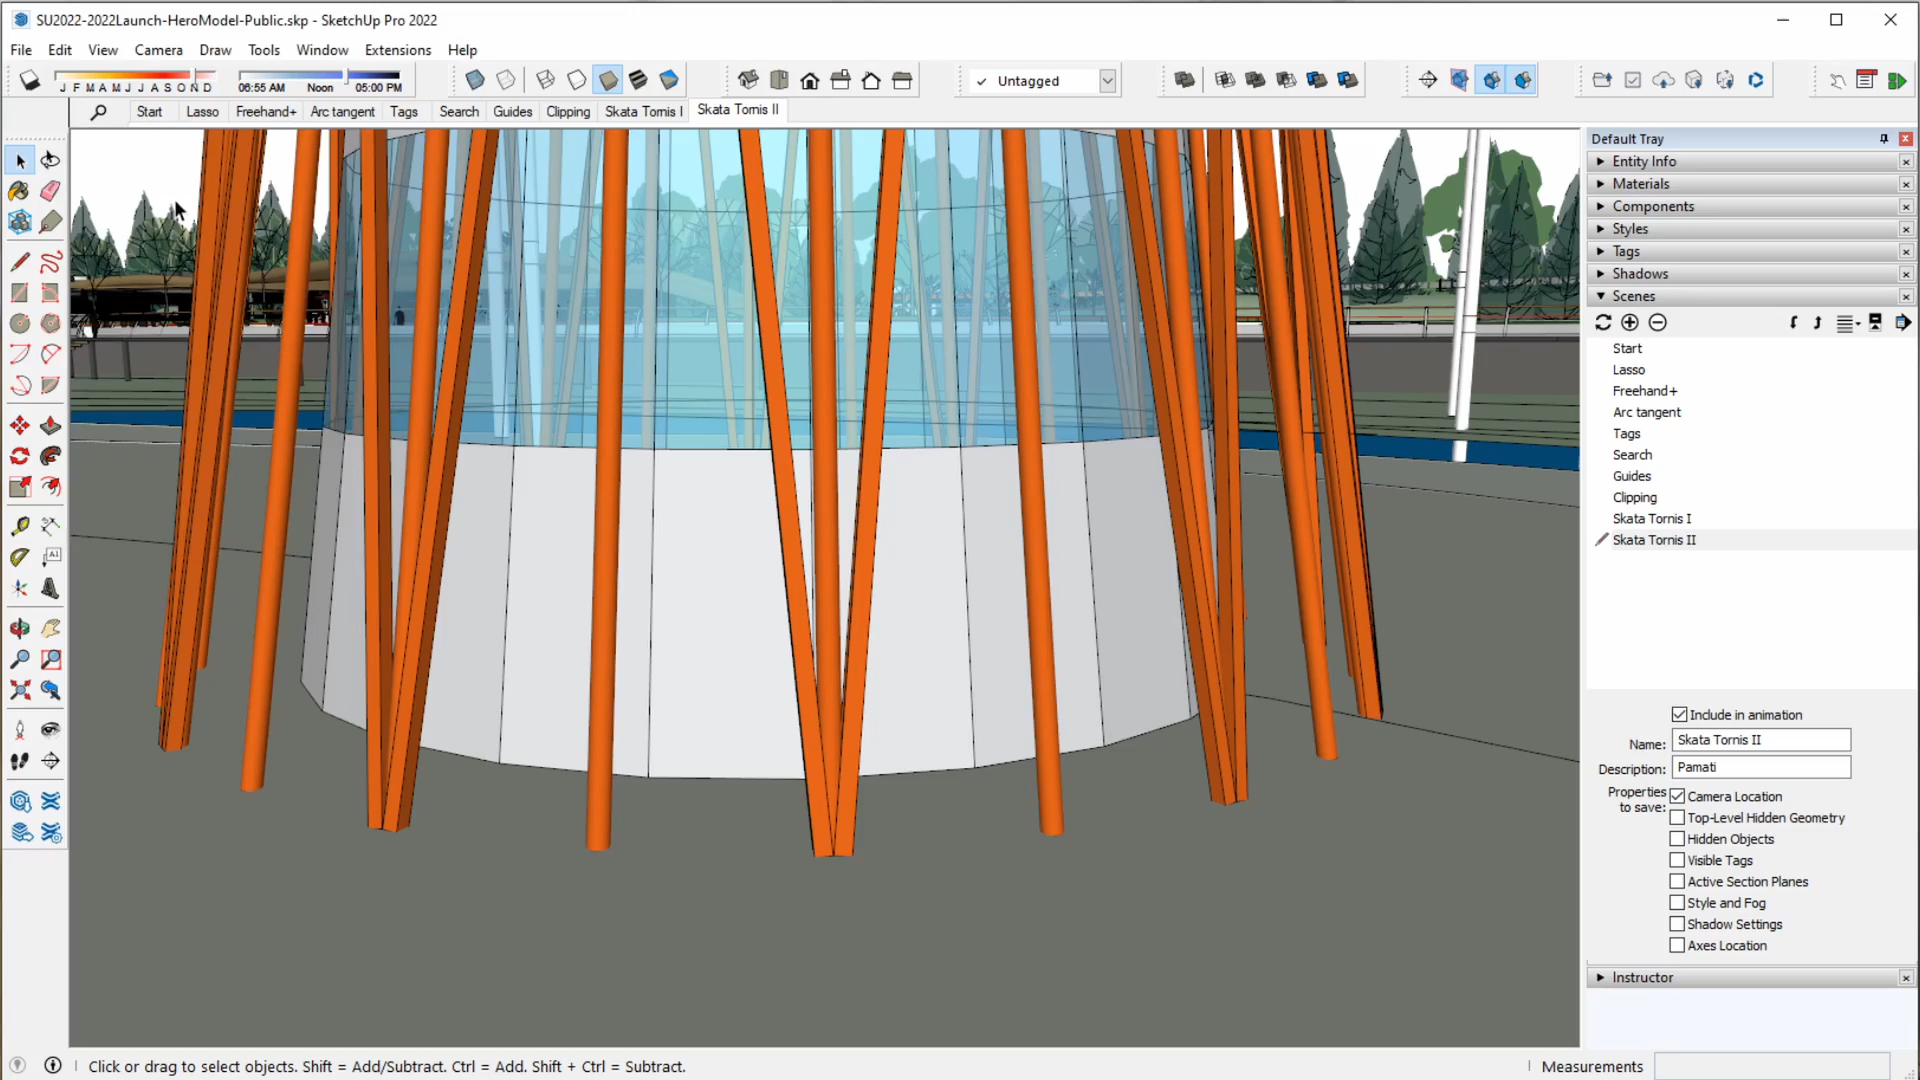 SU2022-2022Launch-HeroModel-Public.skp - SketchUp Pro 2022
File Edit View Camera Draw Tools Window Extensions Help
J F M A M J J A S O N D
06:55 AM Noon 05:00 PM
Untagged
Start Lasso Freehand+ Arc tangent Tags Search Guides Clipping Skata Tornis I Skata Tornis II
Default Tray
Entity Info
Materials
Components
Styles
Tags
Shadows
Scenes
Start
Lasso
Freehand+
Arc tangent
Tags
Search
Guides
Clipping
Skata Tornis I
Skata Tornis II
Include in animation
Name: Skata Tornis II
Description: Pamati
Properties to save:
Camera Location
Top-Level Hidden Geometry
Hidden Objects
Visible Tags
Active Section Planes
Style and Fog
Shadow Settings
Axes Location
Instructor
Click or drag to select objects. Shift = Add/Subtract. Ctrl = Add. Shift + Ctrl = Subtract.
Measurements